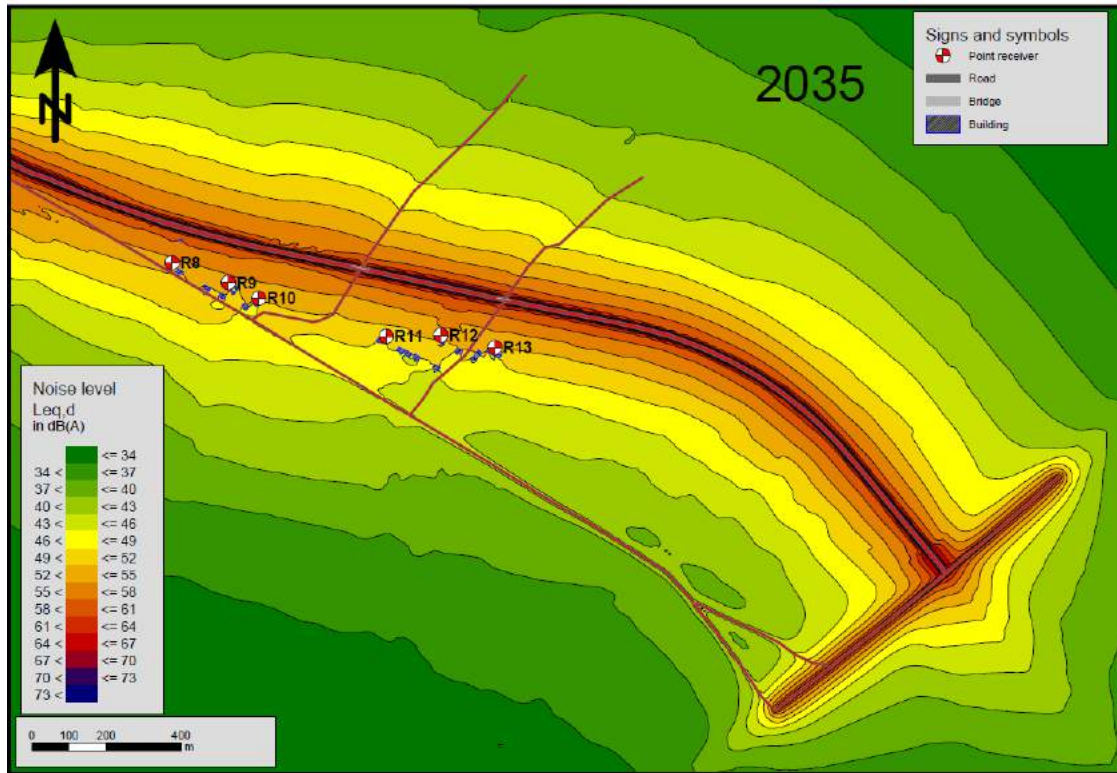 N
2035
Signs and symbols
Point receiver
Road
Bridge
Building
R8
R9
R10
R11
R12
R13
Noise level
Leq,d
in dB(A)
<= 34
34 < <= 37
37 < <= 40
40 < <= 43
43 < <= 46
46 < <= 49
49 < <= 52
52 < <= 55
55 < <= 58
58 < <= 61
61 < <= 64
64 < <= 67
67 < <= 70
70 < <= 73
73 <
0 100 200 400
m